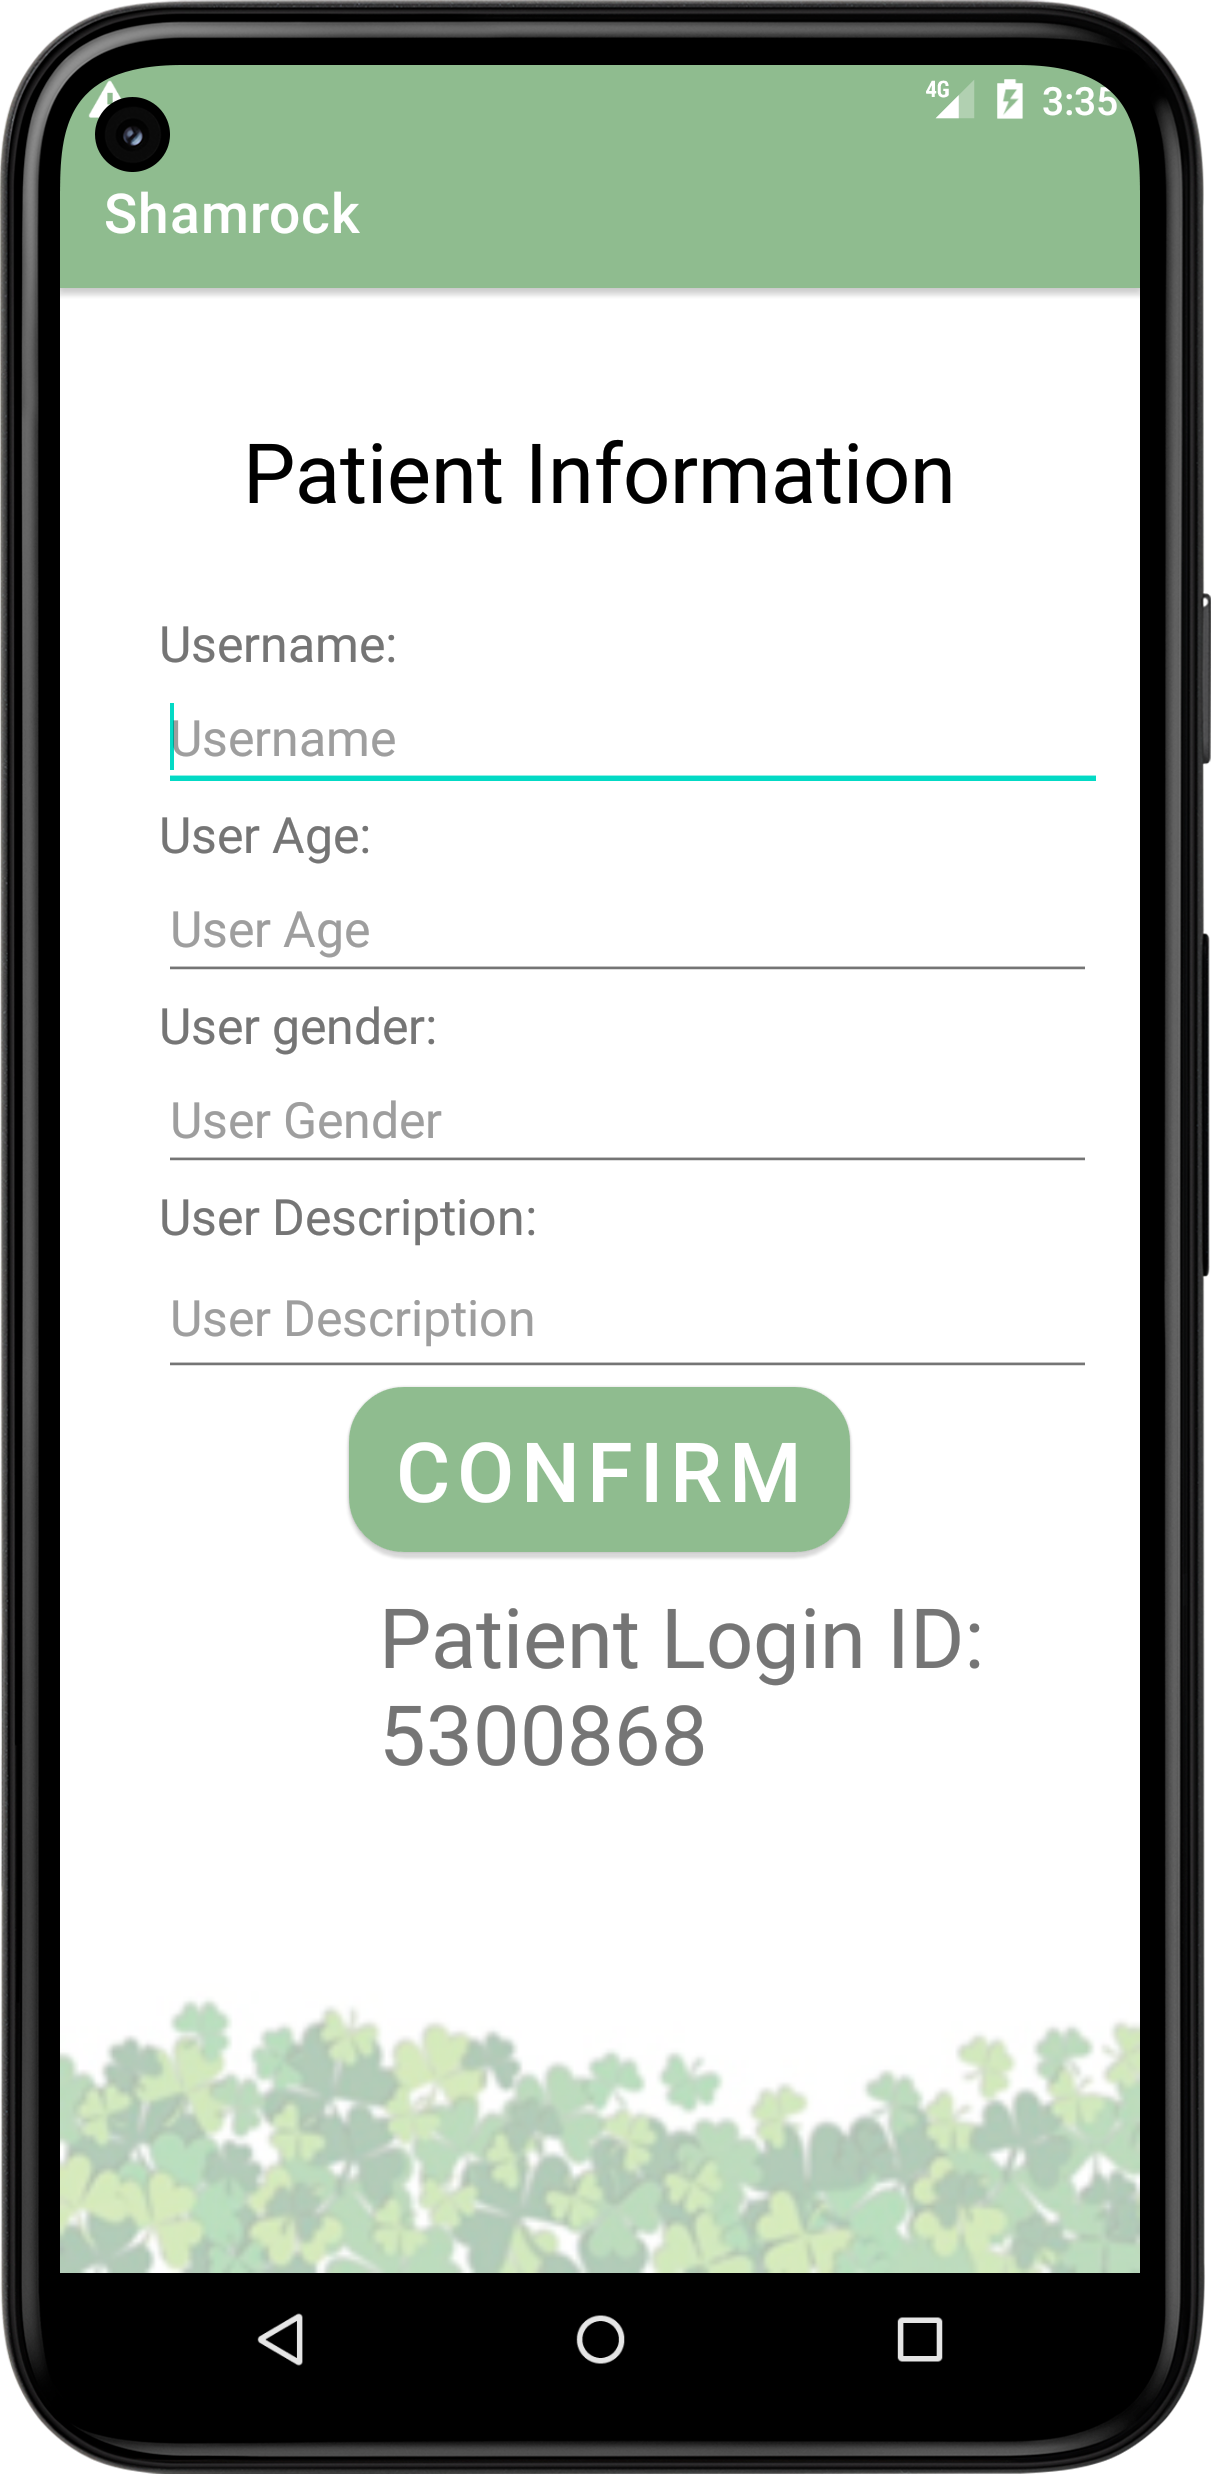 4G 3:35
Shamrock
Patient Information
Username:
Username
User Age:
User Age
User gender:
User Gender
User Description:
User Description
CONFIRM
Patient Login ID:
5300868